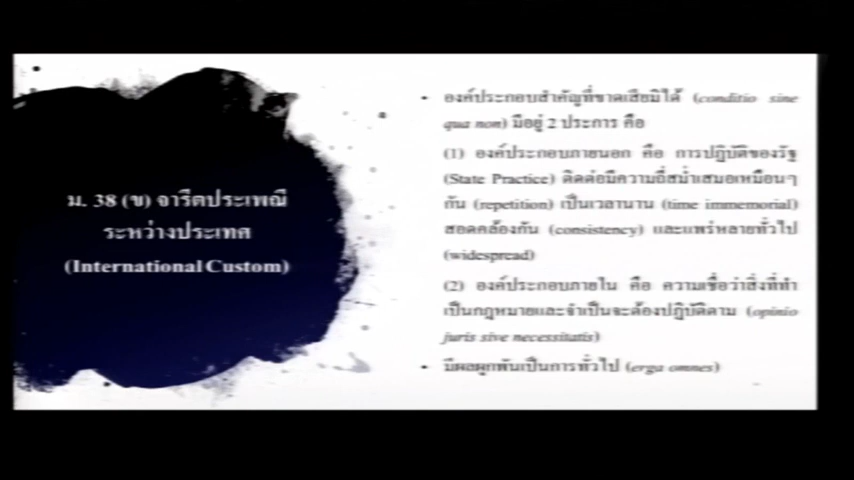 ม. 38 (ข) จารีตประเพณี
ระหว่างประเทศ
(International Custom)
• องค์ประกอบสำคัญที่ขาดเสียมิได้ (conditio sine
qua non) มีอยู่ 2 ประการ คือ
(1) องค์ประกอบภายนอก คือ การปฏิบัติของรัฐ
(State Practice) ติดต่อมีความถี่สม่ำเสมอเหมือนๆ
กัน (repetition) เป็นเวลานาน (time immemorial)
สอดคล้องกัน (consistency) และแพร่หลายทั่วไป
(widespread)
(2) องค์ประกอบภายใน คือ ความเชื่อว่าสิ่งที่ทำ
เป็นกฎหมายและจำเป็นจะต้องปฏิบัติตาม (opinio
juris sive necessitatis)
• มีผลผูกพันเป็นการทั่วไป (erga omnes)